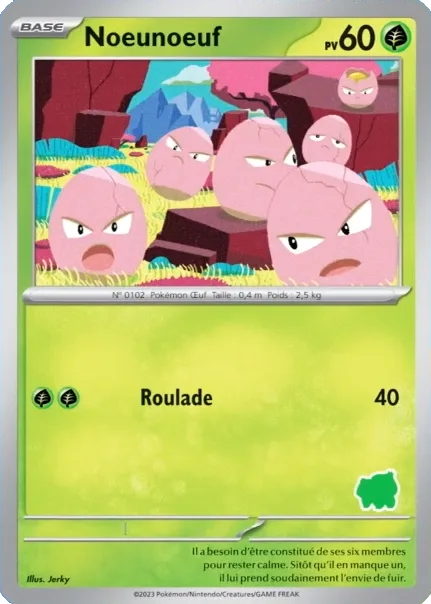 BASE
Noeunoeuf
PV 60
N° 0102 Pokémon Œuf Taille : 0,4 m Poids : 2,5 kg
Roulade 40
Il a besoin d'être constitué de ses six membres
pour rester calme. Sitôt qu'il en manque un,
il lui prend soudainement l'envie de fuir.
Illus. Jerky
©2023 Pokémon/Nintendo/Creatures/GAME FREAK